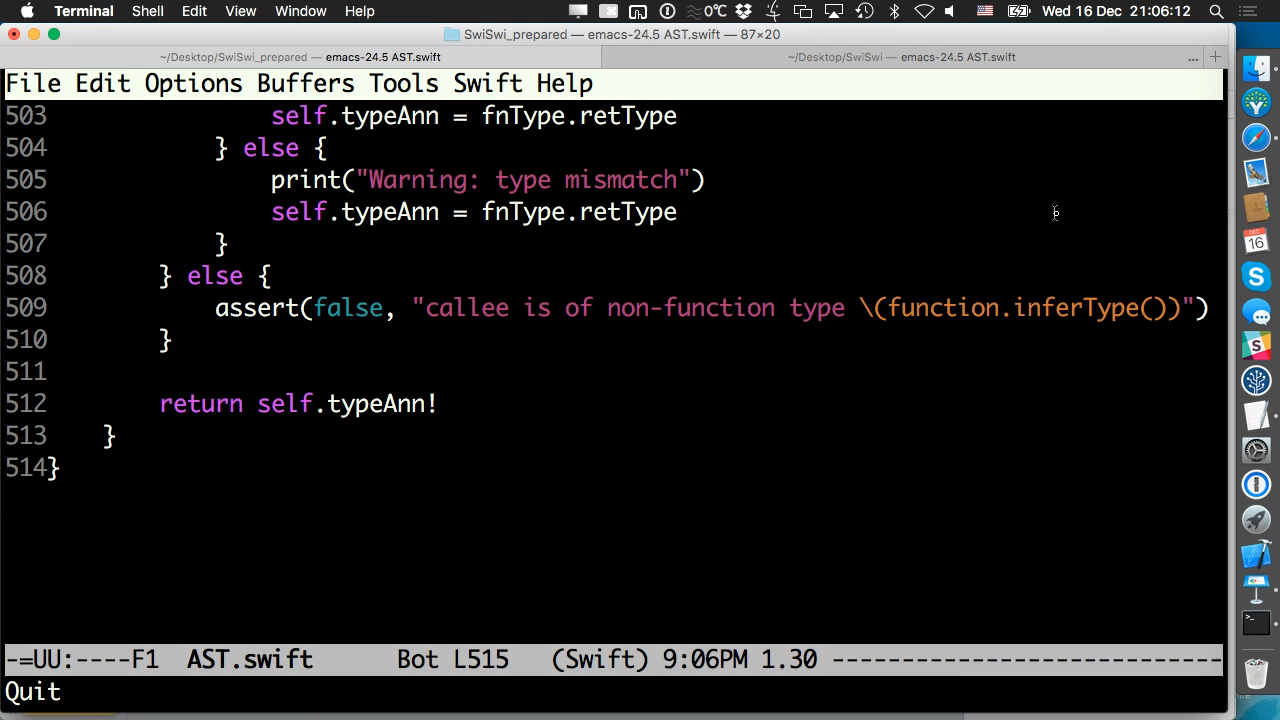 Terminal Shell Edit View Window Help 0°C Wed 16 Dec 21:06:12
SwiSwi_prepared — emacs-24.5 AST.swift — 87×20
~/Desktop/SwiSwi_prepared — emacs-24.5 AST.swift
~/Desktop/SwiSwi — emacs-24.5 AST.swift ... +
File Edit Options Buffers Tools Swift Help
503 self.typeAnn = fnType.retType
504 } else {
505 print("Warning: type mismatch")
506 self.typeAnn = fnType.retType
507 }
508 } else {
509 assert(false, "callee is of non-function type \(function.inferType())")
510 }
511
512 return self.typeAnn!
513 }
514}
-=UU:----F1 AST.swift Bot L515 (Swift) 9:06PM 1.30 ----------------------------
Quit
DEC
16